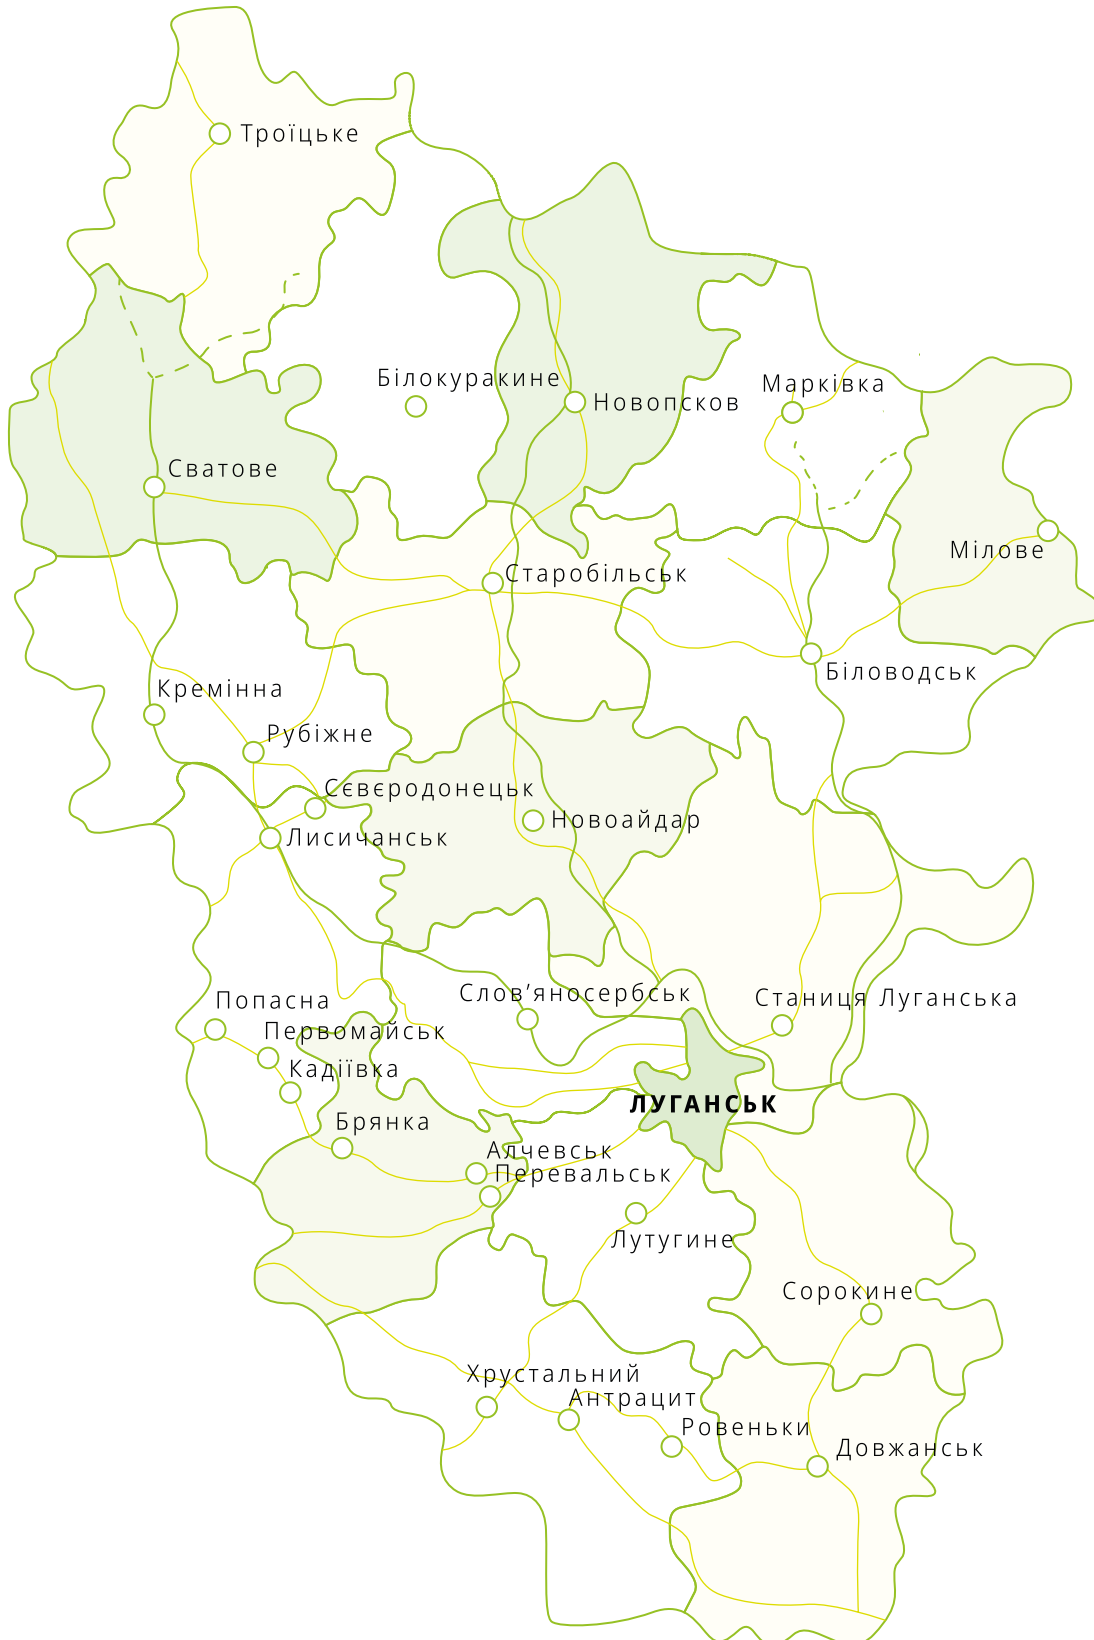 Троїцьке
Білокуракине
Марківка
Новопсков
Сватове
Мілове
Старобільськ
Біловодськ
Кремінна
Рубіжне
Сєвєродонецьк
Новоайдар
Лисичанськ
Слов’яносербськ
Станиця Луганська
Попасна
Первомайськ
Кадіївка
ЛУГАНСЬК
Брянка
Алчевськ
Перевальськ
Лутугине
Сорокине
Хрустальний
Антрацит
Ровеньки
Довжанськ